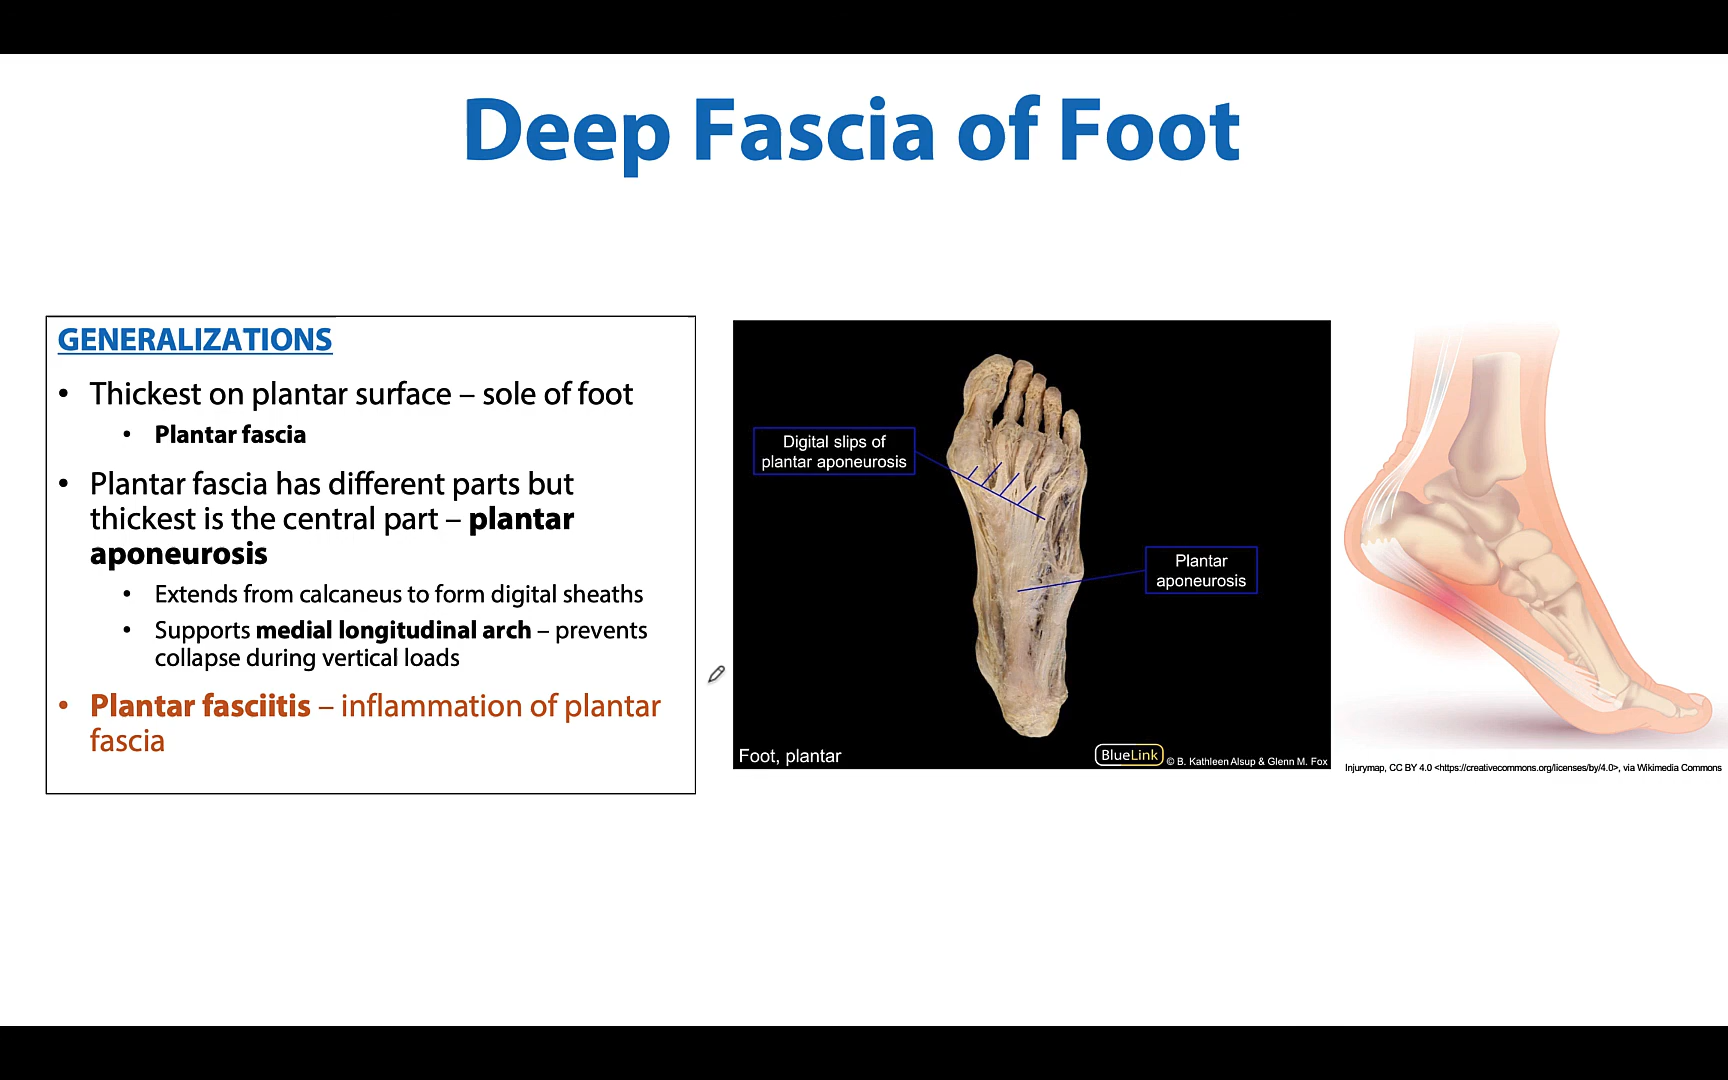 Deep Fascia of Foot
GENERALIZATIONS
• Thickest on plantar surface – sole of foot
• Plantar fascia
• Plantar fascia has different parts but
thickest is the central part – plantar
aponeurosis
• Extends from calcaneus to form digital sheaths
• Supports medial longitudinal arch – prevents
collapse during vertical loads
• Plantar fasciitis – inflammation of plantar
fascia
Digital slips of
plantar aponeurosis
Plantar
aponeurosis
Foot, plantar
BlueLink
© B. Kathleen Alsup & Glenn M. Fox
Injurymap, CC BY 4.0 <https://creativecommons.org/licenses/by/4.0>, via Wikimedia Commons